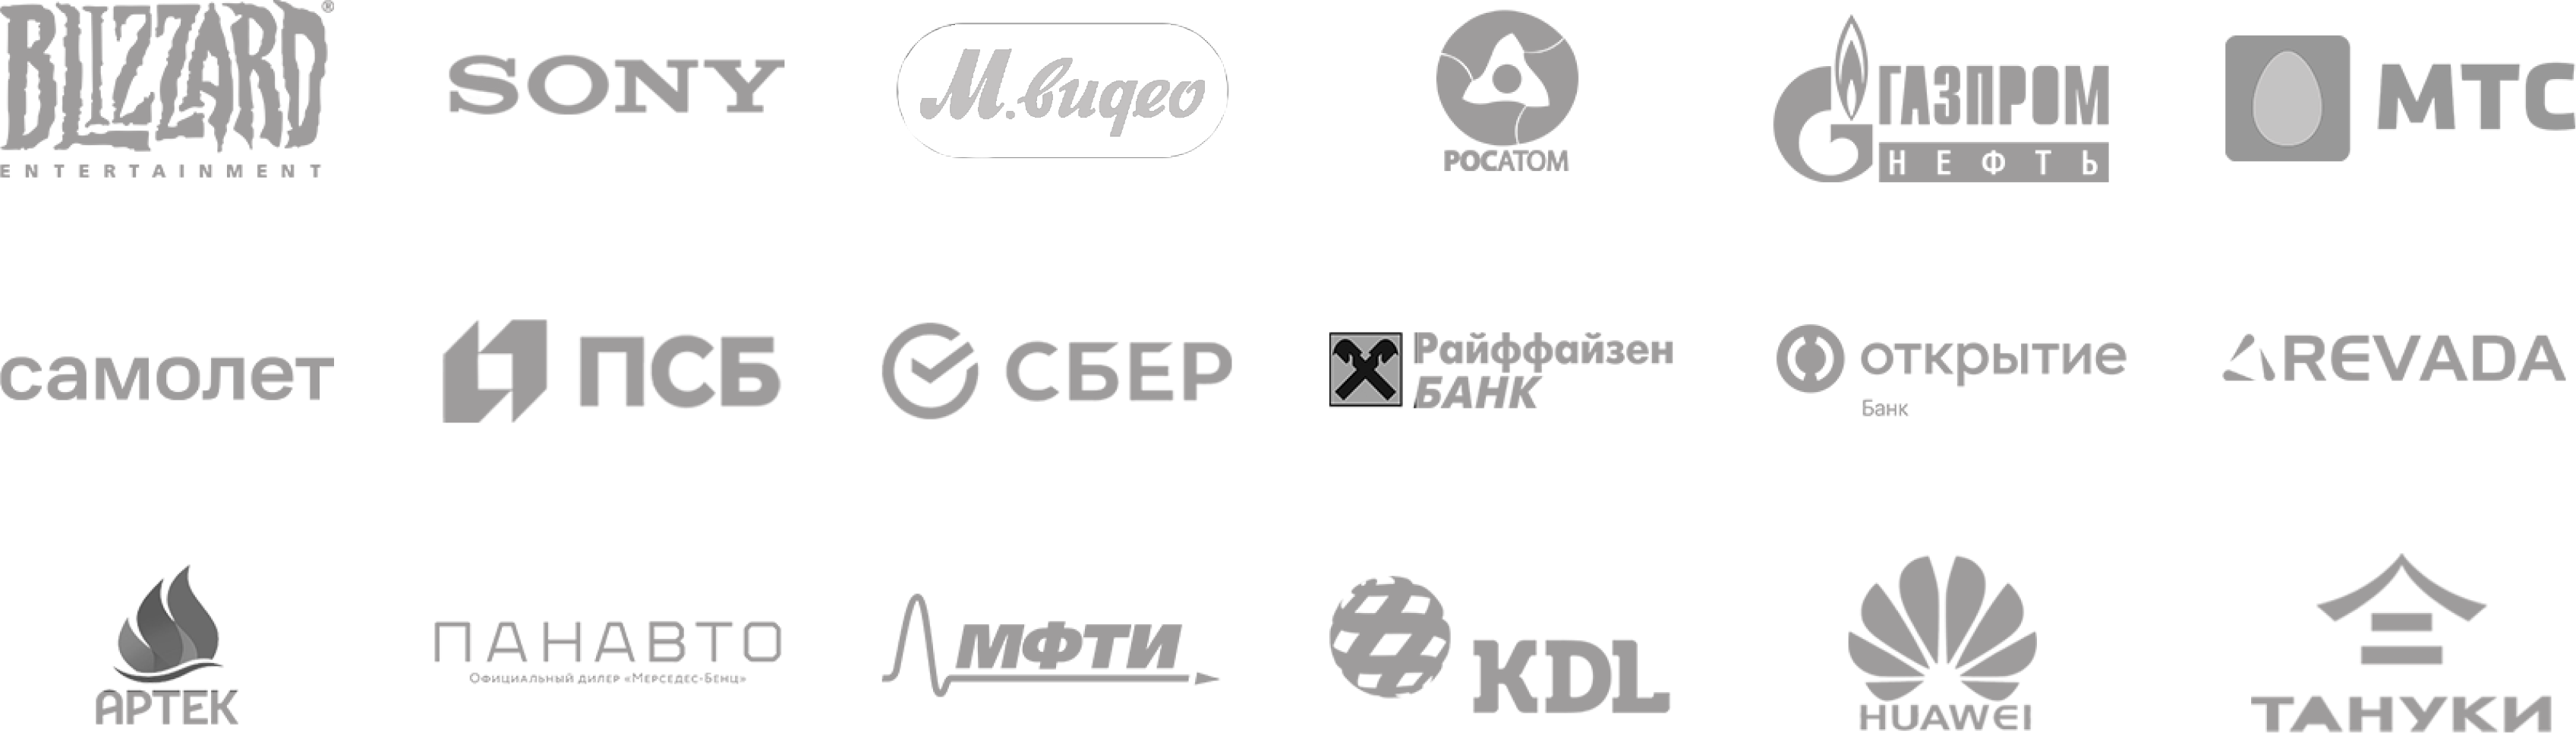 BLIZZARD®
ENTERTAINMENT
SONY
М.видео
РОСАТОМ
ГАЗПРОМ
НЕФТЬ
МТС
самолет
ПСБ
СБЕР
Райффайзен
БАНК
открытие
Банк
REVADA
АРТЕК
ПАНАВТО
Официальный дилер «Мерседес-Бенц»
МФТИ
KDL
HUAWEI
ТАНУКИ